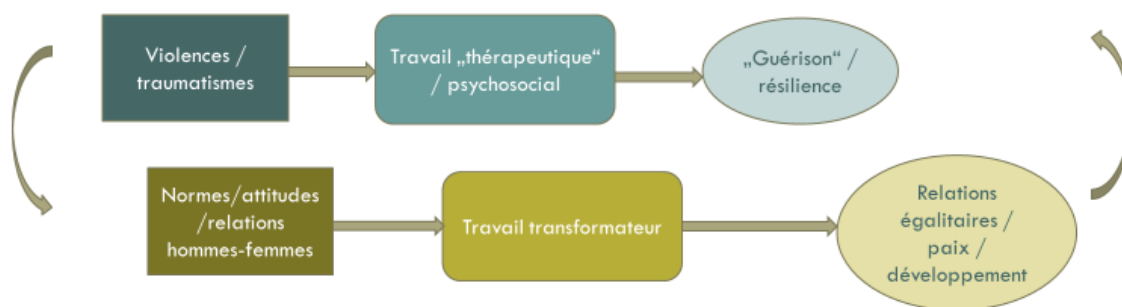 Violences /
traumatismes
Travail „thérapeutique“
/ psychosocial
„Guérison“ /
résilience
Normes/attitudes
/relations
hommes-femmes
Travail transformateur
Relations
égalitaires /
paix /
développement